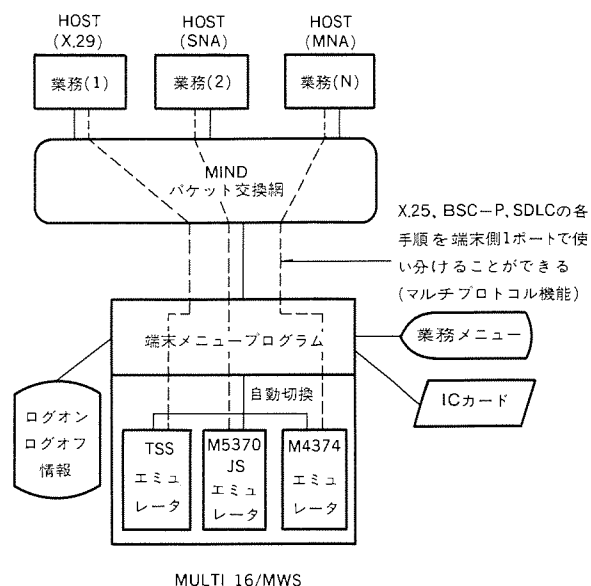 HOST
(X.29)
HOST
(SNA)
HOST
(MNA)
業務(1)
業務(2)
業務(N)
MIND
パケット交換網
X.25、BSC-P、SDLCの各
手順を端末側1ポートで使
い分けることができる
(マルチプロトコル機能)
端末メニュープログラム
業務メニュー
ICカード
自動切換
ログオン
ログオフ
情報
TSS
エミュ
レータ
M5370
JS
エミュ
レータ
M4374
エミュ
レータ
MULTI 16/MWS